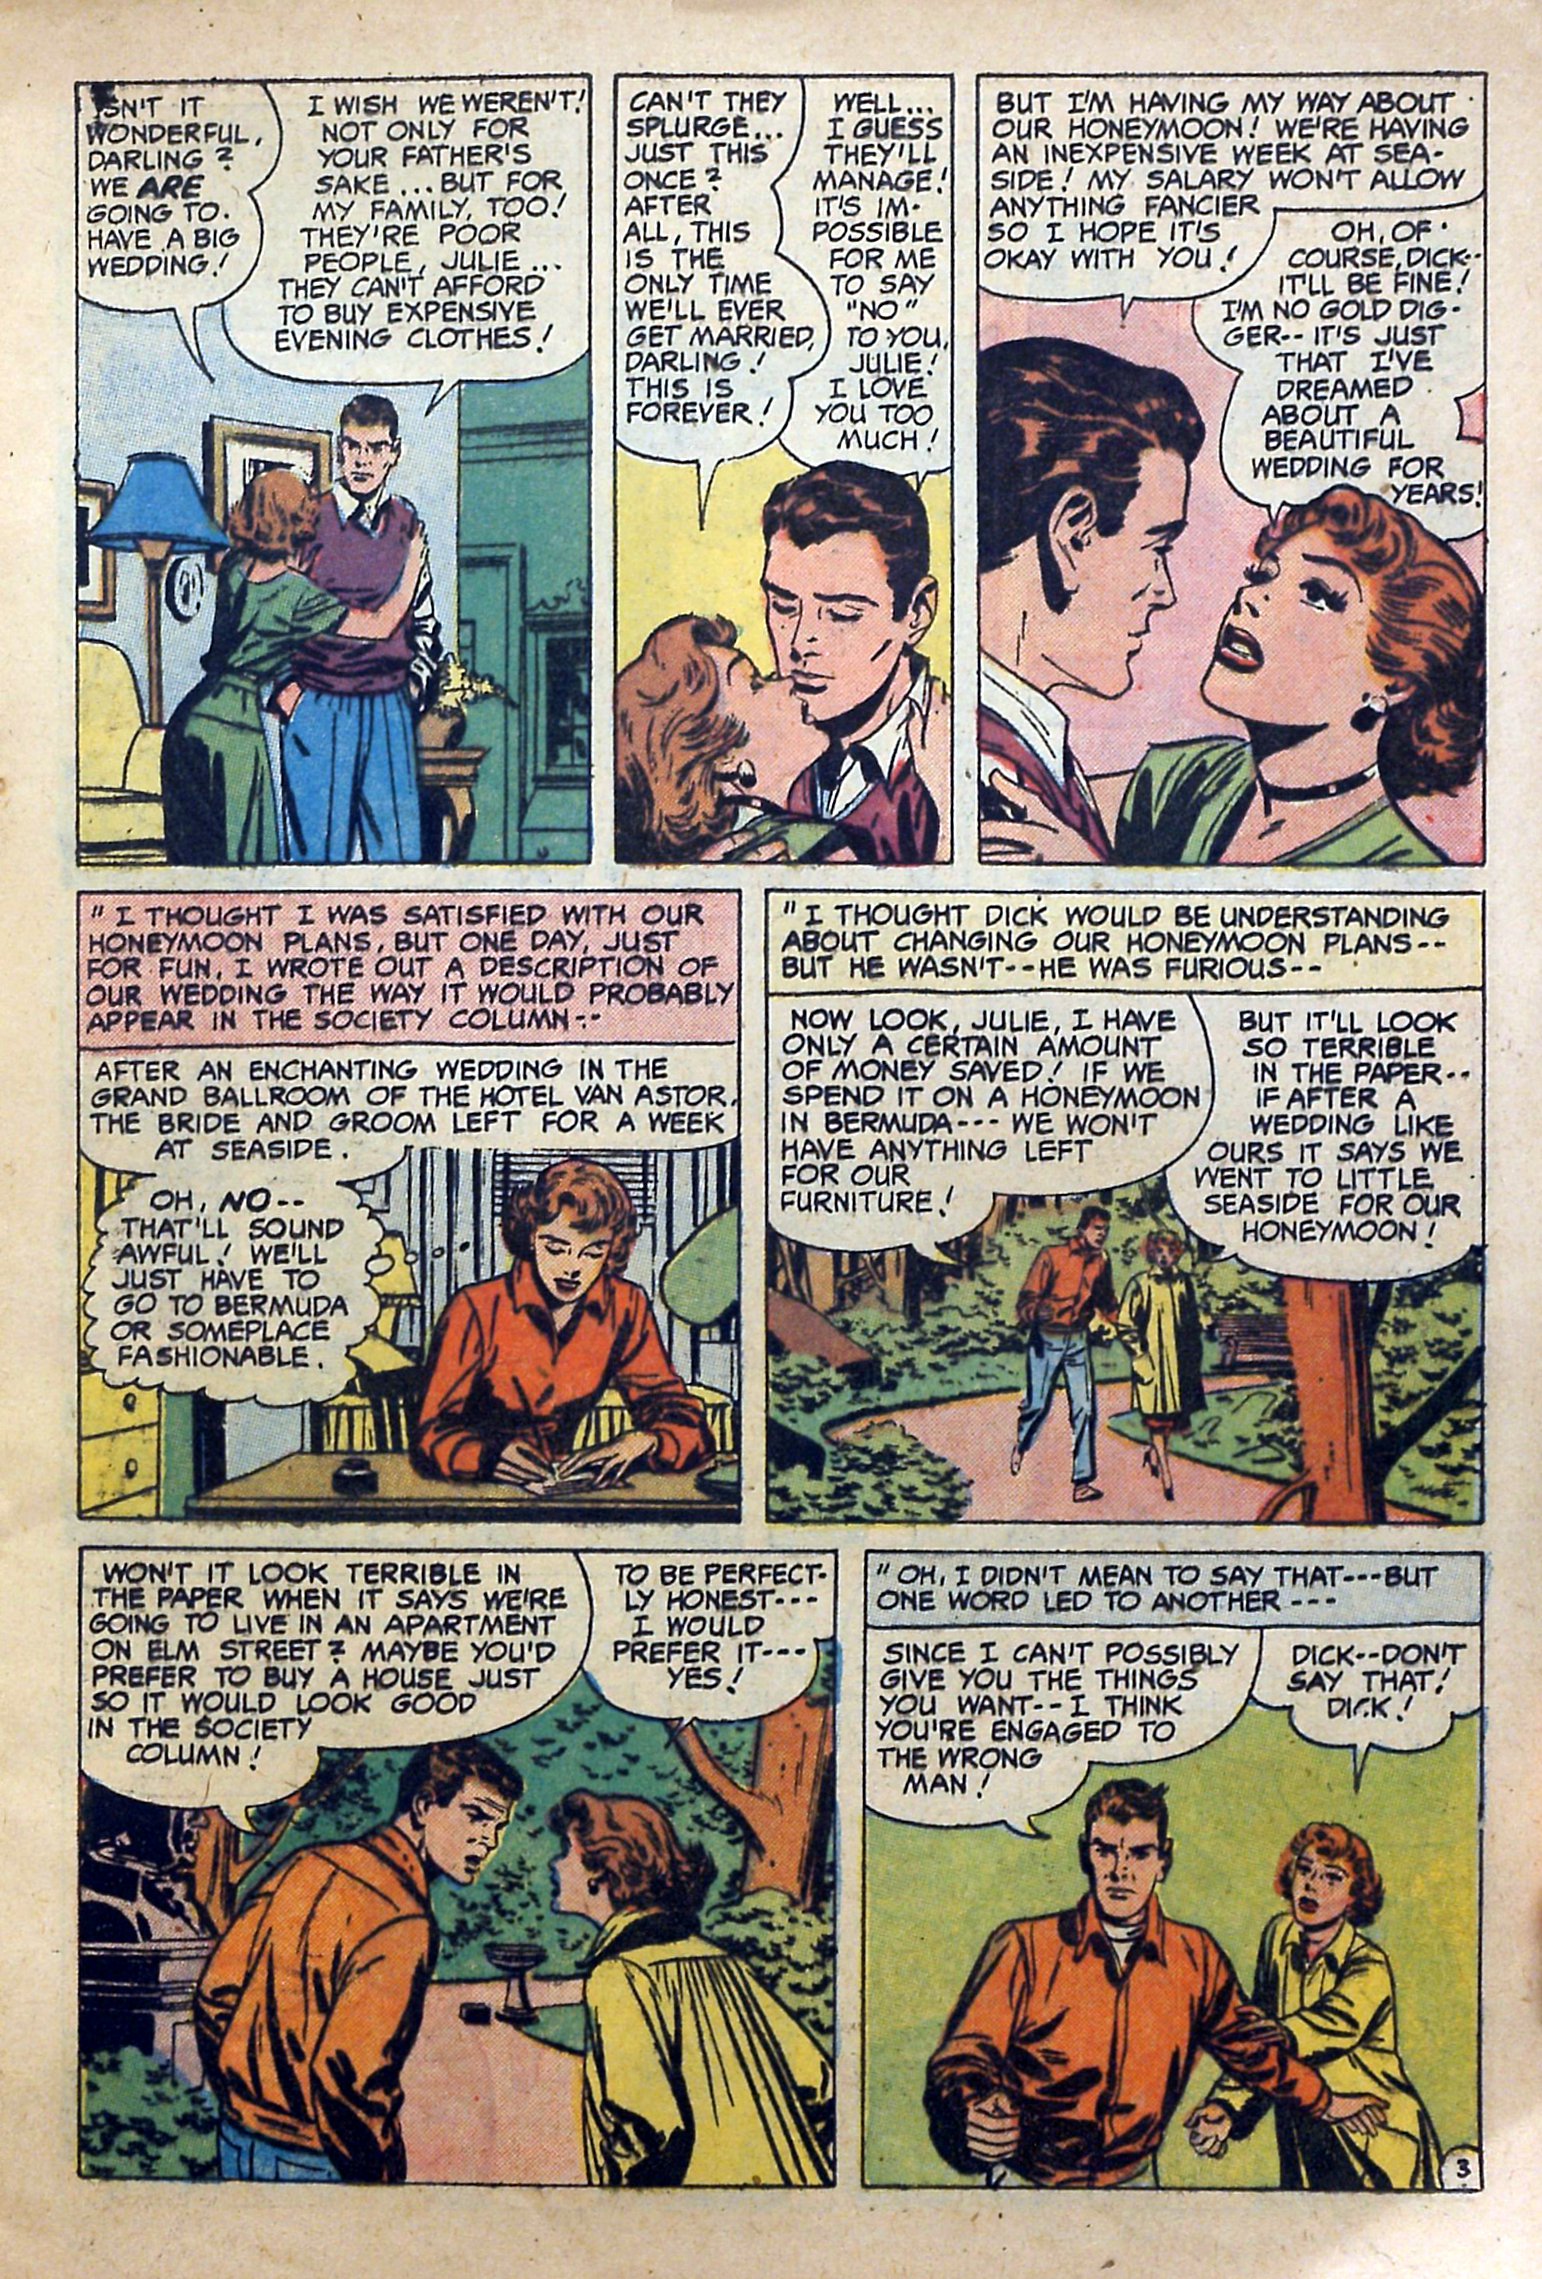 ISN'T IT
WONDERFUL,
DARLING?
WE ARE
GOING TO
HAVE A BIG
WEDDING!
I WISH WE WEREN'T!
NOT ONLY FOR
YOUR FATHER'S
SAKE... BUT FOR
MY FAMILY, TOO!
THEY'RE POOR
PEOPLE, JULIE...
THEY CAN'T AFFORD
TO BUY EXPENSIVE
EVENING CLOTHES!
CAN'T THEY
SPLURGE...
JUST THIS
ONCE?
AFTER
ALL, THIS
IS THE
ONLY TIME
WE'LL EVER
GET MARRIED,
DARLING!
THIS IS
FOREVER!
WELL...
I GUESS
THEY'LL
MANAGE!
IT'S IM-
POSSIBLE
FOR ME
TO SAY
"NO"
TO YOU,
JULIE!
I LOVE
YOU TOO
MUCH!
BUT I'M HAVING MY WAY ABOUT
OUR HONEYMOON! WE'RE HAVING
AN INEXPENSIVE WEEK AT SEA-
SIDE! MY SALARY WON'T ALLOW
ANYTHING FANCIER
SO I HOPE IT'S
OKAY WITH YOU!
OH, OF
COURSE, DICK--
IT'LL BE FINE!
I'M NO GOLD DIG-
GER-- IT'S JUST
THAT I'VE
DREAMED
ABOUT A
BEAUTIFUL
WEDDING FOR
YEARS!
"I THOUGHT I WAS SATISFIED WITH OUR
HONEYMOON PLANS, BUT ONE DAY, JUST
FOR FUN, I WROTE OUT A DESCRIPTION OF
OUR WEDDING THE WAY IT WOULD PROBABLY
APPEAR IN THE SOCIETY COLUMN--
AFTER AN ENCHANTING WEDDING IN THE
GRAND BALLROOM OF THE HOTEL VAN ASTOR,
THE BRIDE AND GROOM LEFT FOR A WEEK
AT SEASIDE.
OH, NO--
THAT'LL SOUND
AWFUL! WE'LL
JUST HAVE TO
GO TO BERMUDA
OR SOMEPLACE
FASHIONABLE.
"I THOUGHT DICK WOULD BE UNDERSTANDING
ABOUT CHANGING OUR HONEYMOON PLANS--
BUT HE WASN'T--HE WAS FURIOUS--
NOW LOOK, JULIE, I HAVE
ONLY A CERTAIN AMOUNT
OF MONEY SAVED! IF WE
SPEND IT ON A HONEYMOON
IN BERMUDA--- WE WON'T
HAVE ANYTHING LEFT
FOR OUR
FURNITURE!
BUT IT'LL LOOK
SO TERRIBLE
IN THE PAPER--
IF AFTER A
WEDDING LIKE
OURS IT SAYS WE
WENT TO LITTLE
SEASIDE FOR OUR
HONEYMOON!
WON'T IT LOOK TERRIBLE IN
THE PAPER WHEN IT SAYS WE'RE
GOING TO LIVE IN AN APARTMENT
ON ELM STREET? MAYBE YOU'D
PREFER TO BUY A HOUSE JUST
SO IT WOULD LOOK GOOD
IN THE SOCIETY
COLUMN!
TO BE PERFECT-
LY HONEST---
I WOULD
PREFER IT---
YES!
"OH, I DIDN'T MEAN TO SAY THAT---BUT
ONE WORD LED TO ANOTHER---
SINCE I CAN'T POSSIBLY
GIVE YOU THE THINGS
YOU WANT-- I THINK
YOU'RE ENGAGED TO
THE WRONG
MAN!
DICK--DON'T
SAY THAT!
DICK!
3